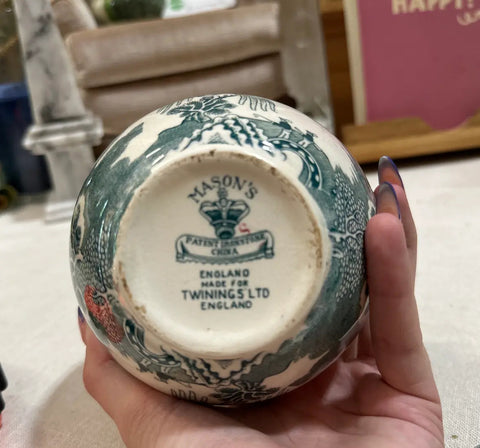 HAPPY!
MASON'S
PATENT IRONSTONE
CHINA
ENGLAND
MADE FOR
TWININGS LTD
ENGLAND